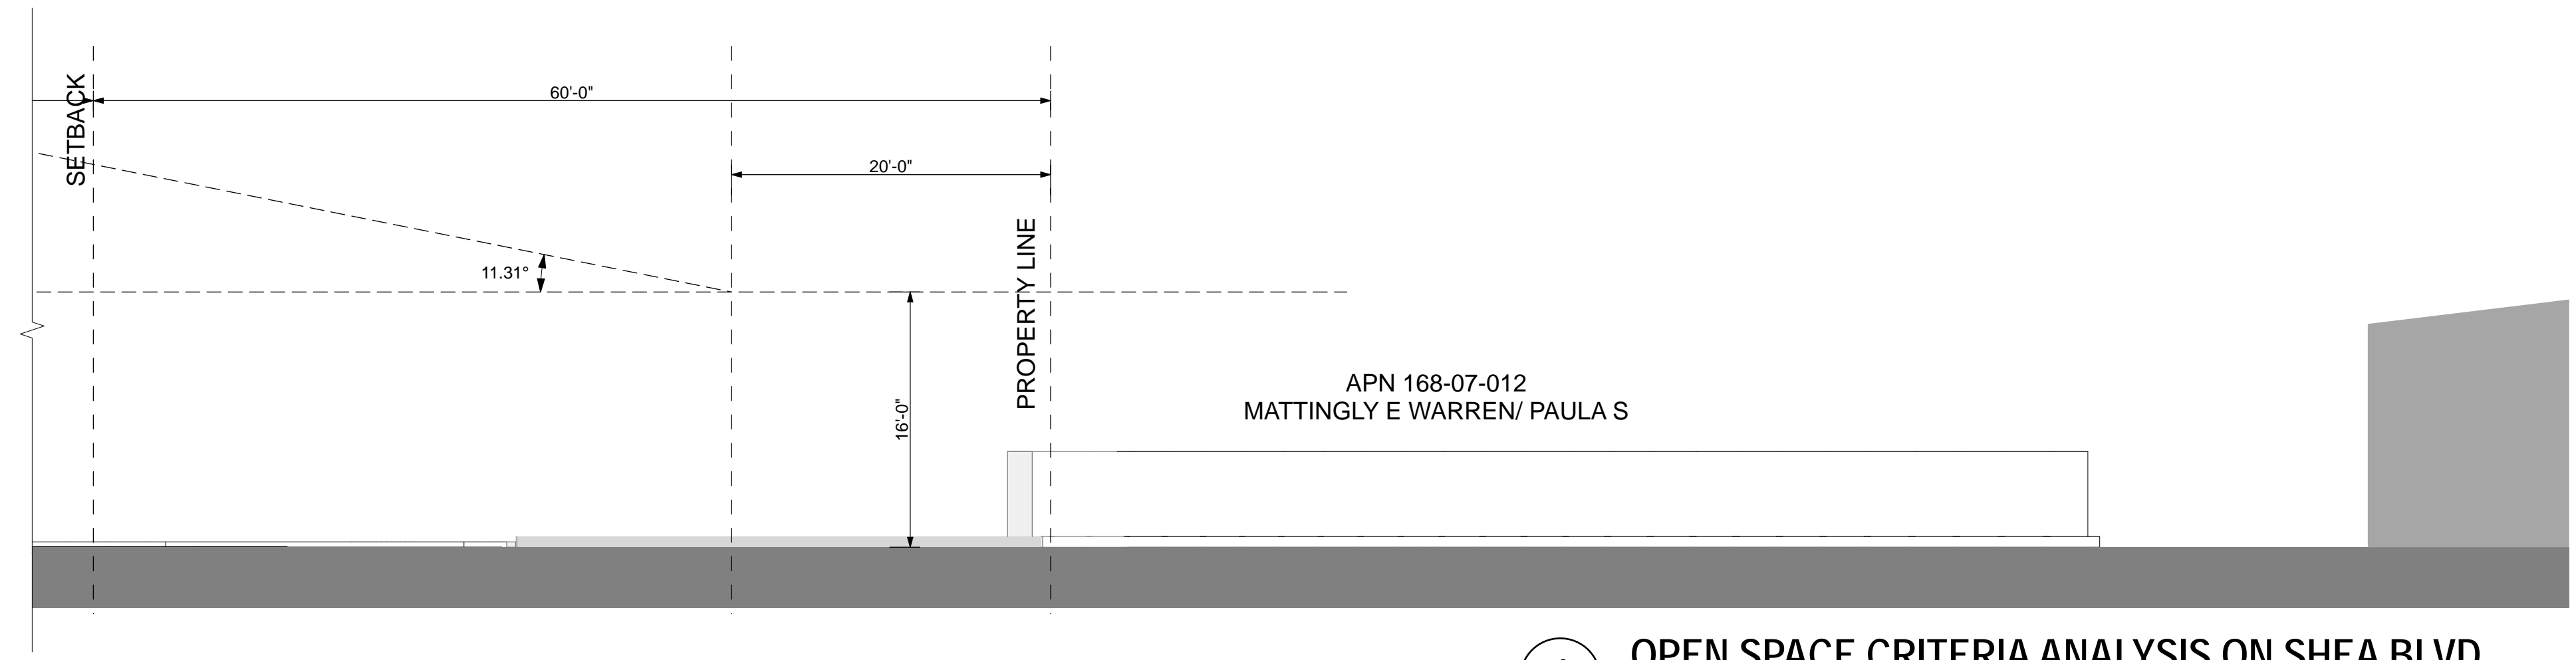 SETBACK
60'-0"
20'-0"
11.31°
PROPERTY LINE
16'-0"
APN 168-07-012
MATTINGLY E WARREN/ PAULA S
OPEN SPACE CRITERIA ANALYSIS ON SHEA BLVD